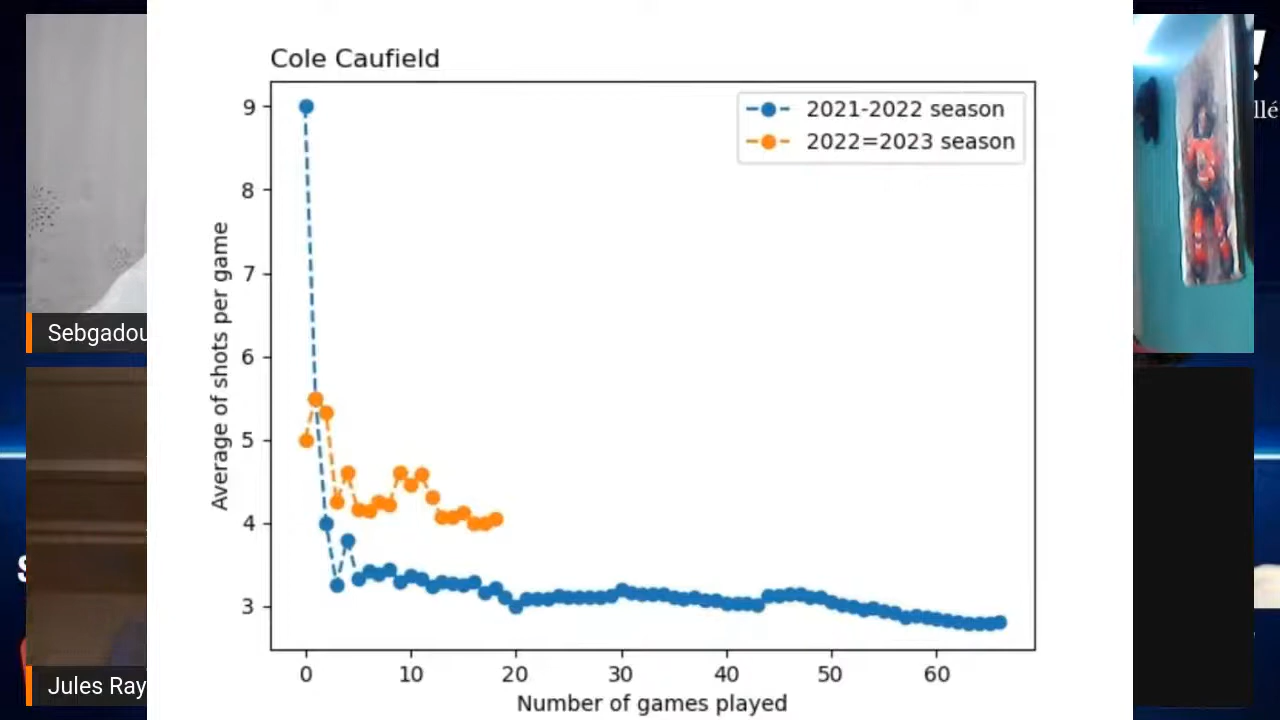 Cole Caufield
2021-2022 season
2022=2023 season
Average of shots per game
9
8
7
6
5
4
3
0 10 20 30 40 50 60
Number of games played
Sebgadou
Jules Ray
!
llé
S